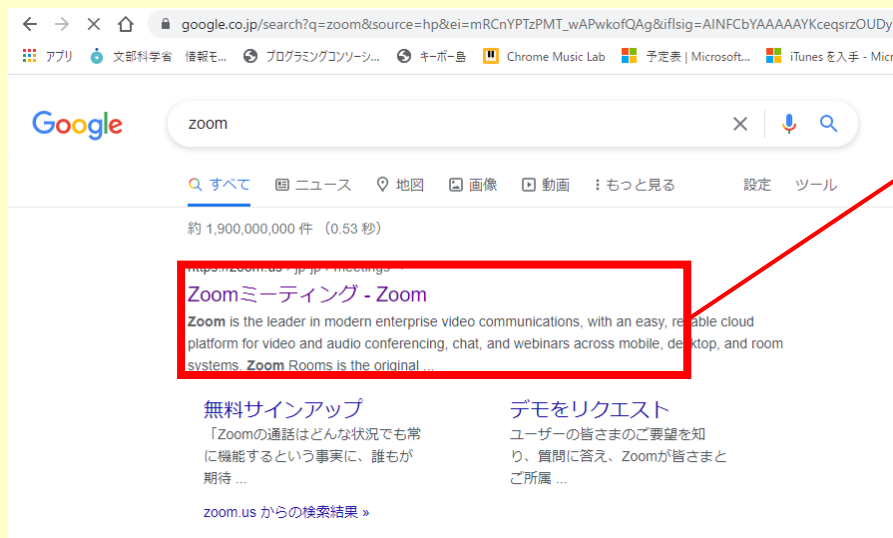 google.co.jp/search?q=zoom&source=hp&ei=mRCnYPTzPMT_wAPwkofQAg&iflsig=AINFCbYAAAAAYKceqsrzOUDy
アプリ 文部科学省 情報モ... プログラミングコンソーシ... キーボー島 Chrome Music Lab 予定表 | Microsoft... iTunes を入手 - Micr
Google zoom
すべて ニュース 地図 画像 動画 もっと見る 設定 ツール
約 1,900,000,000 件 （0.53 秒）
https://zoom.us › jp-jp › meetings
Zoomミーティング - Zoom
Zoom is the leader in modern enterprise video communications, with an easy, reliable cloud
platform for video and audio conferencing, chat, and webinars across mobile, desktop, and room
systems. Zoom Rooms is the original ...
無料サインアップ
「Zoomの通話はどんな状況でも常
に機能するという事実に、誰もが
期待 ...
デモをリクエスト
ユーザーの皆さまのご要望を知
り、質問に答え、Zoomが皆さまと
ご所属 ...
zoom.us からの検索結果 »